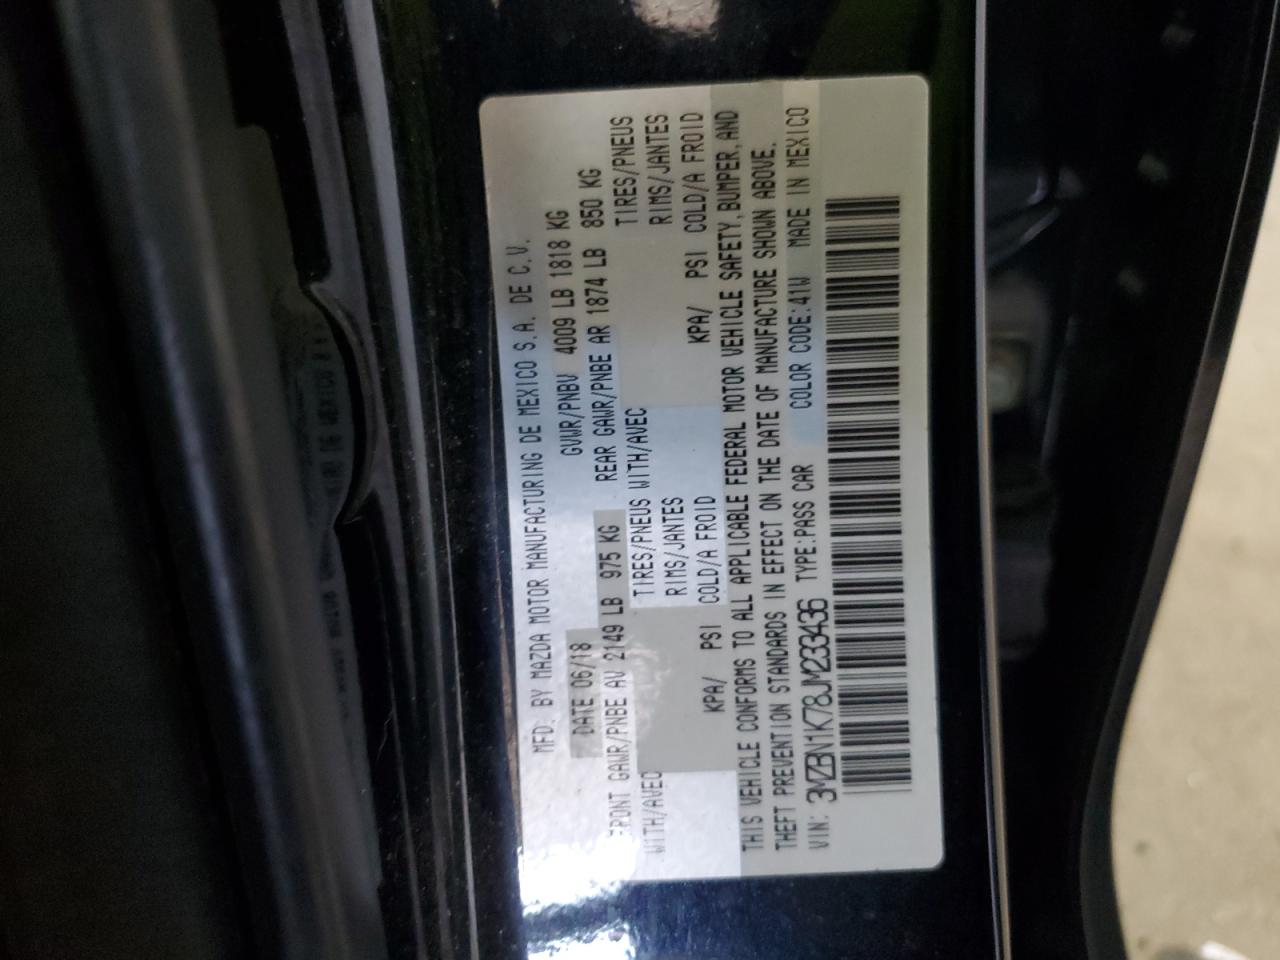 MFD. BY MAZDA MOTOR MANUFACTURING DE MEXICO S.A. DE C.V.
DATE 06/18 GVWR/PNBV 4009 LB 1818 KG
FRONT GAWR/PNBE AV 2149 LB 975 KG REAR GAWR/PNBE AR 1874 LB 850 KG
WITH/AVEC TIRES/PNEUS WITH/AVEC TIRES/PNEUS
RIMS/JANTES RIMS/JANTES
KPA/ PSI COLD/A FROID KPA/ PSI COLD/A FROID
THIS VEHICLE CONFORMS TO ALL APPLICABLE FEDERAL MOTOR VEHICLE SAFETY, BUMPER, AND
THEFT PREVENTION STANDARDS IN EFFECT ON THE DATE OF MANUFACTURE SHOWN ABOVE.
VIN: 3MZBN1K78JM233436 TYPE:PASS CAR COLOR CODE:41W MADE IN MEXICO